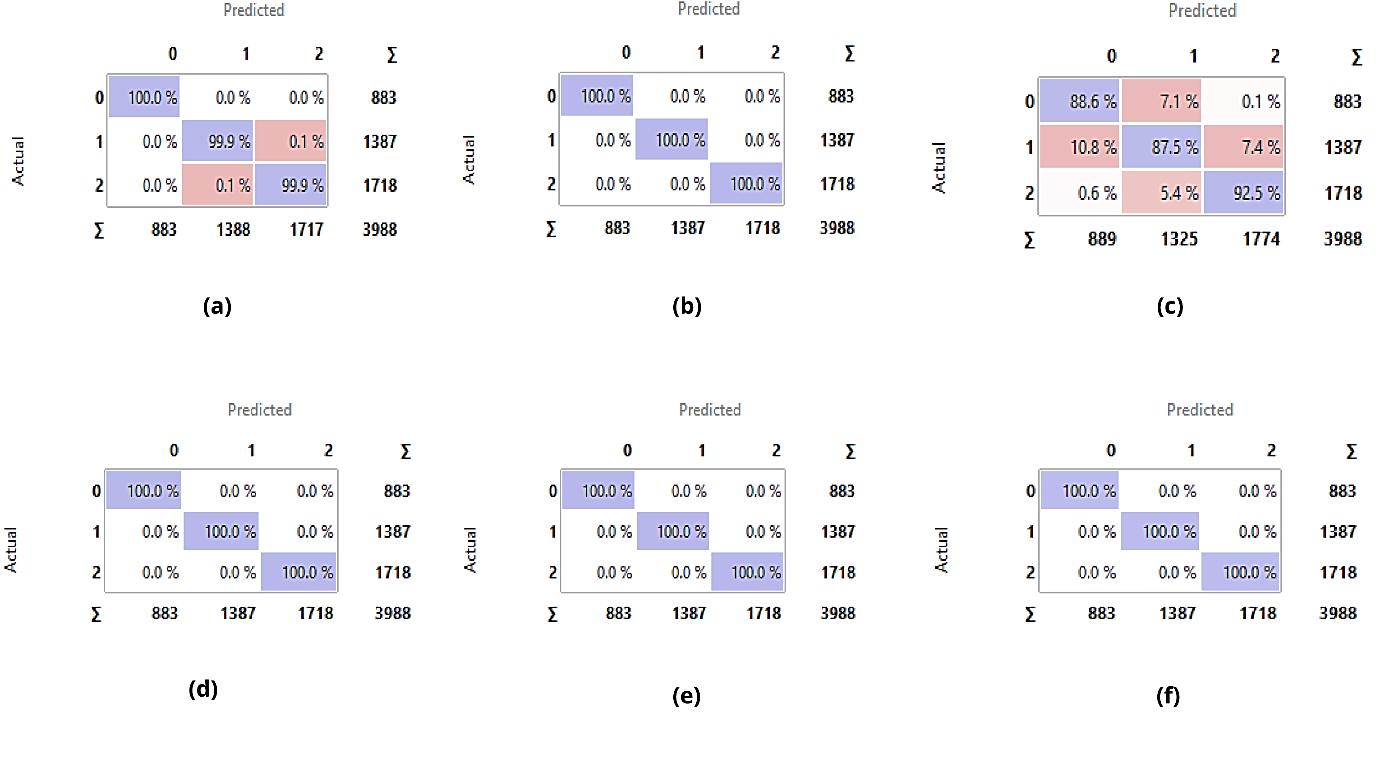 Predicted
0 1 2 Σ
0 100.0 % 0.0 % 0.0 % 883
1 0.0 % 99.9 % 0.1 % 1387
2 0.0 % 0.1 % 99.9 % 1718
Σ 883 1388 1717 3988
Actual
(a)
Predicted
0 1 2 Σ
0 100.0 % 0.0 % 0.0 % 883
1 0.0 % 100.0 % 0.0 % 1387
2 0.0 % 0.0 % 100.0 % 1718
Σ 883 1387 1718 3988
Actual
(b)
Predicted
0 1 2 Σ
0 88.6 % 7.1 % 0.1 % 883
1 10.8 % 87.5 % 7.4 % 1387
2 0.6 % 5.4 % 92.5 % 1718
Σ 889 1325 1774 3988
Actual
(c)
Predicted
0 1 2 Σ
0 100.0 % 0.0 % 0.0 % 883
1 0.0 % 100.0 % 0.0 % 1387
2 0.0 % 0.0 % 100.0 % 1718
Σ 883 1387 1718 3988
Actual
(d)
Predicted
0 1 2 Σ
0 100.0 % 0.0 % 0.0 % 883
1 0.0 % 100.0 % 0.0 % 1387
2 0.0 % 0.0 % 100.0 % 1718
Σ 883 1387 1718 3988
Actual
(e)
Predicted
0 1 2 Σ
0 100.0 % 0.0 % 0.0 % 883
1 0.0 % 100.0 % 0.0 % 1387
2 0.0 % 0.0 % 100.0 % 1718
Σ 883 1387 1718 3988
Actual
(f)